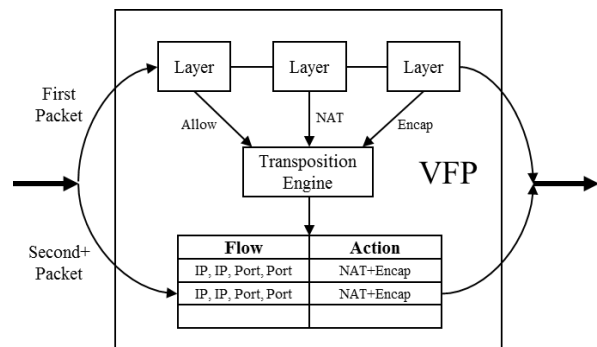 Layer
Layer
Layer
First
Packet
Allow
NAT
Encap
Transposition
Engine
VFP
Second+
Packet
Flow
Action
IP, IP, Port, Port
NAT+Encap
IP, IP, Port, Port
NAT+Encap